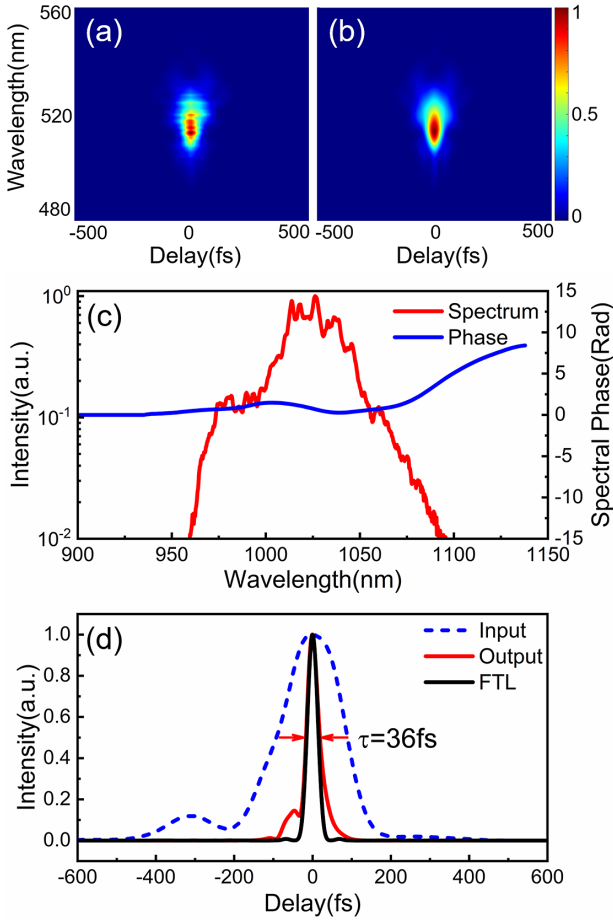 560
520
480
Wavelength(nm)
(a)
-500
0
500
Delay(fs)
(b)
-500
0
500
Delay(fs)
1
0.5
0
(c)
Spectrum
Phase
10⁰
10⁻¹
10⁻²
Intensity(a.u.)
15
10
5
0
-5
-10
-15
Spectral Phase(Rad)
900
950
1000
1050
1100
1150
Wavelength(nm)
(d)
Input
Output
FTL
τ=36fs
1.0
0.8
0.6
0.4
0.2
0.0
Intensity(a.u.)
-600
-400
-200
0
200
400
600
Delay(fs)